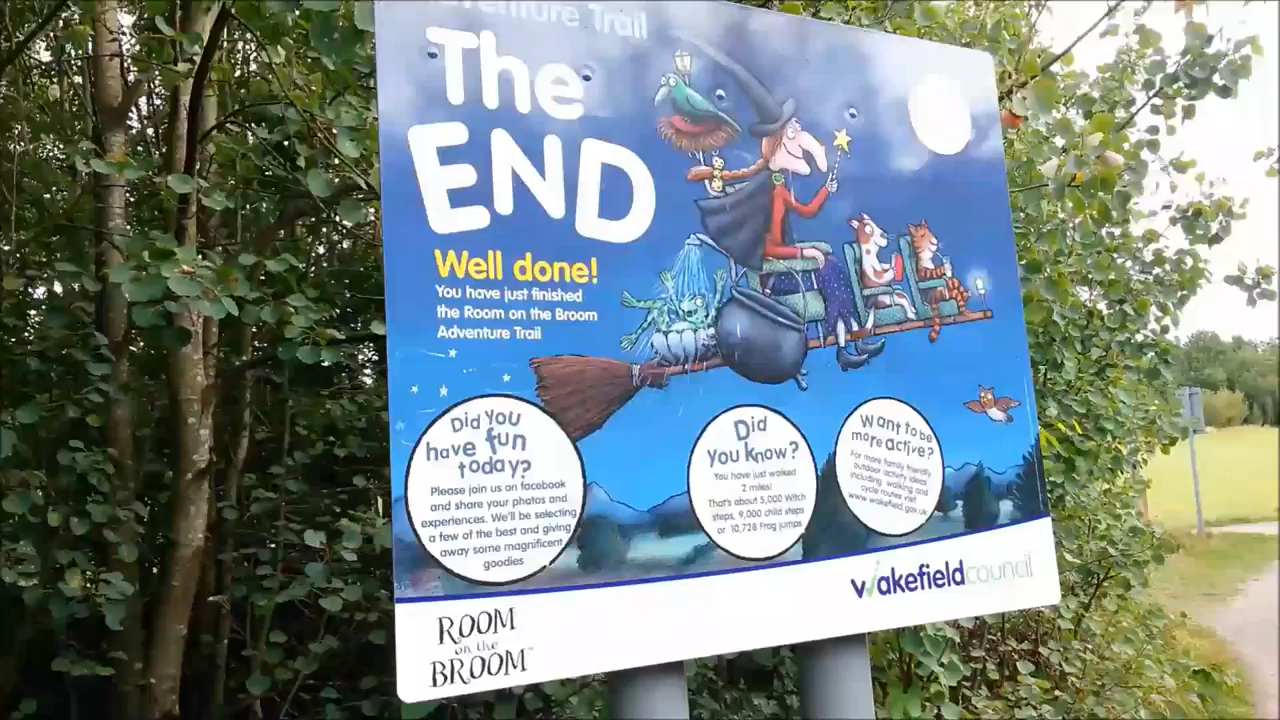 Adventure Trail
The
END
Well done!
You have just finished
the Room on the Broom
Adventure Trail
Did you
have fun
today?
Please join us on facebook
and share your photos and
experiences. We'll be selecting
a few of the best and giving
away some magnificent
goodies
Did
you know?
You have just walked
2 miles!
That's about 5,000 Witch
steps, 9,000 child steps
or 10,728 Frog jumps
Want to be
more active?
For more family friendly
outdoor activity ideas
including walking and
cycle routes visit
www.wakefield.gov.uk
wakefieldcouncil
ROOM
on the
BROOM™